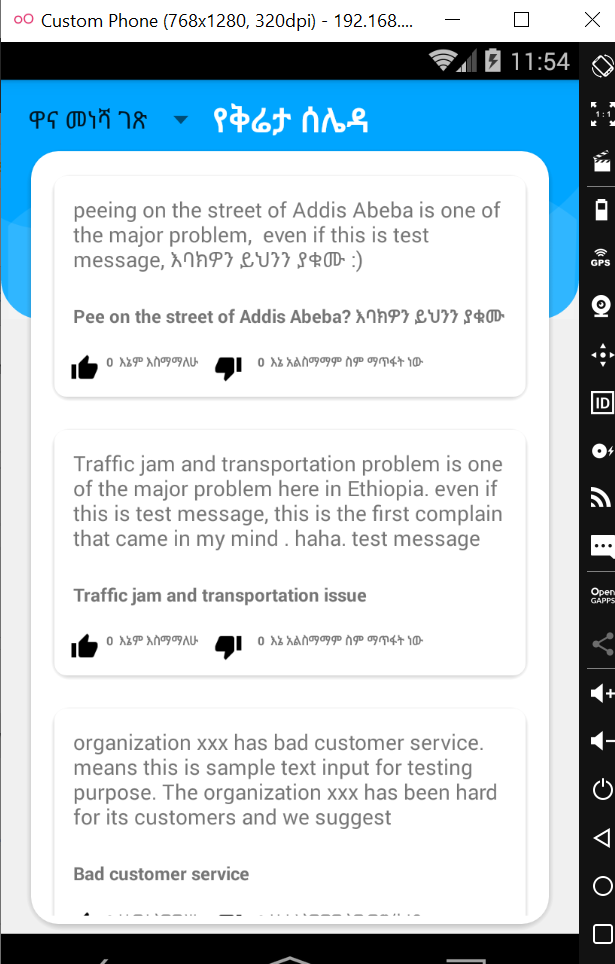 Custom Phone (768x1280, 320dpi) - 192.168....
11:54
ዋና መነሻ ገጽ
የቅሬታ ሰሌዳ
peeing on the street of Addis Abeba is one of
the major problem,  even if this is test
message, እባክዎን ይህንን ያቁሙ :)
Pee on the street of Addis Abeba? እባክዎን ይህንን ያቁሙ
0 እኔም እስማማለሁ 0 እኔ አልስማማም ስም ማጥፋት ነው
Traffic jam and transportation problem is one
of the major problem here in Ethiopia. even if
this is test message, this is the first complain
that came in my mind . haha. test message
Traffic jam and transportation issue
0 እኔም እስማማለሁ 0 እኔ አልስማማም ስም ማጥፋት ነው
organization xxx has bad customer service.
means this is sample text input for testing
purpose. The organization xxx has been hard
for its customers and we suggest
Bad customer service
1:1
GPS
ID
Open
GAPPS